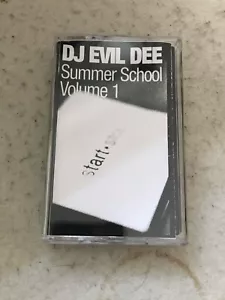 DJ EVIL DEE
Summer School
Volume 1
start•